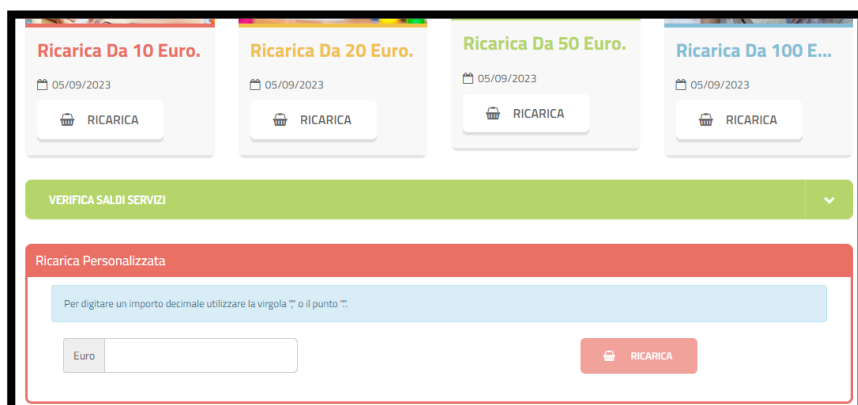 Ricarica Da 10 Euro.
Ricarica Da 20 Euro.
Ricarica Da 50 Euro.
Ricarica Da 100 E...
05/09/2023
05/09/2023
05/09/2023
05/09/2023
RICARICA
RICARICA
RICARICA
RICARICA
VERIFICA SALDI SERVIZI
Ricarica Personalizzata
Per digitare un importo decimale utilizzare la virgola "," o il punto ".".
Euro
RICARICA